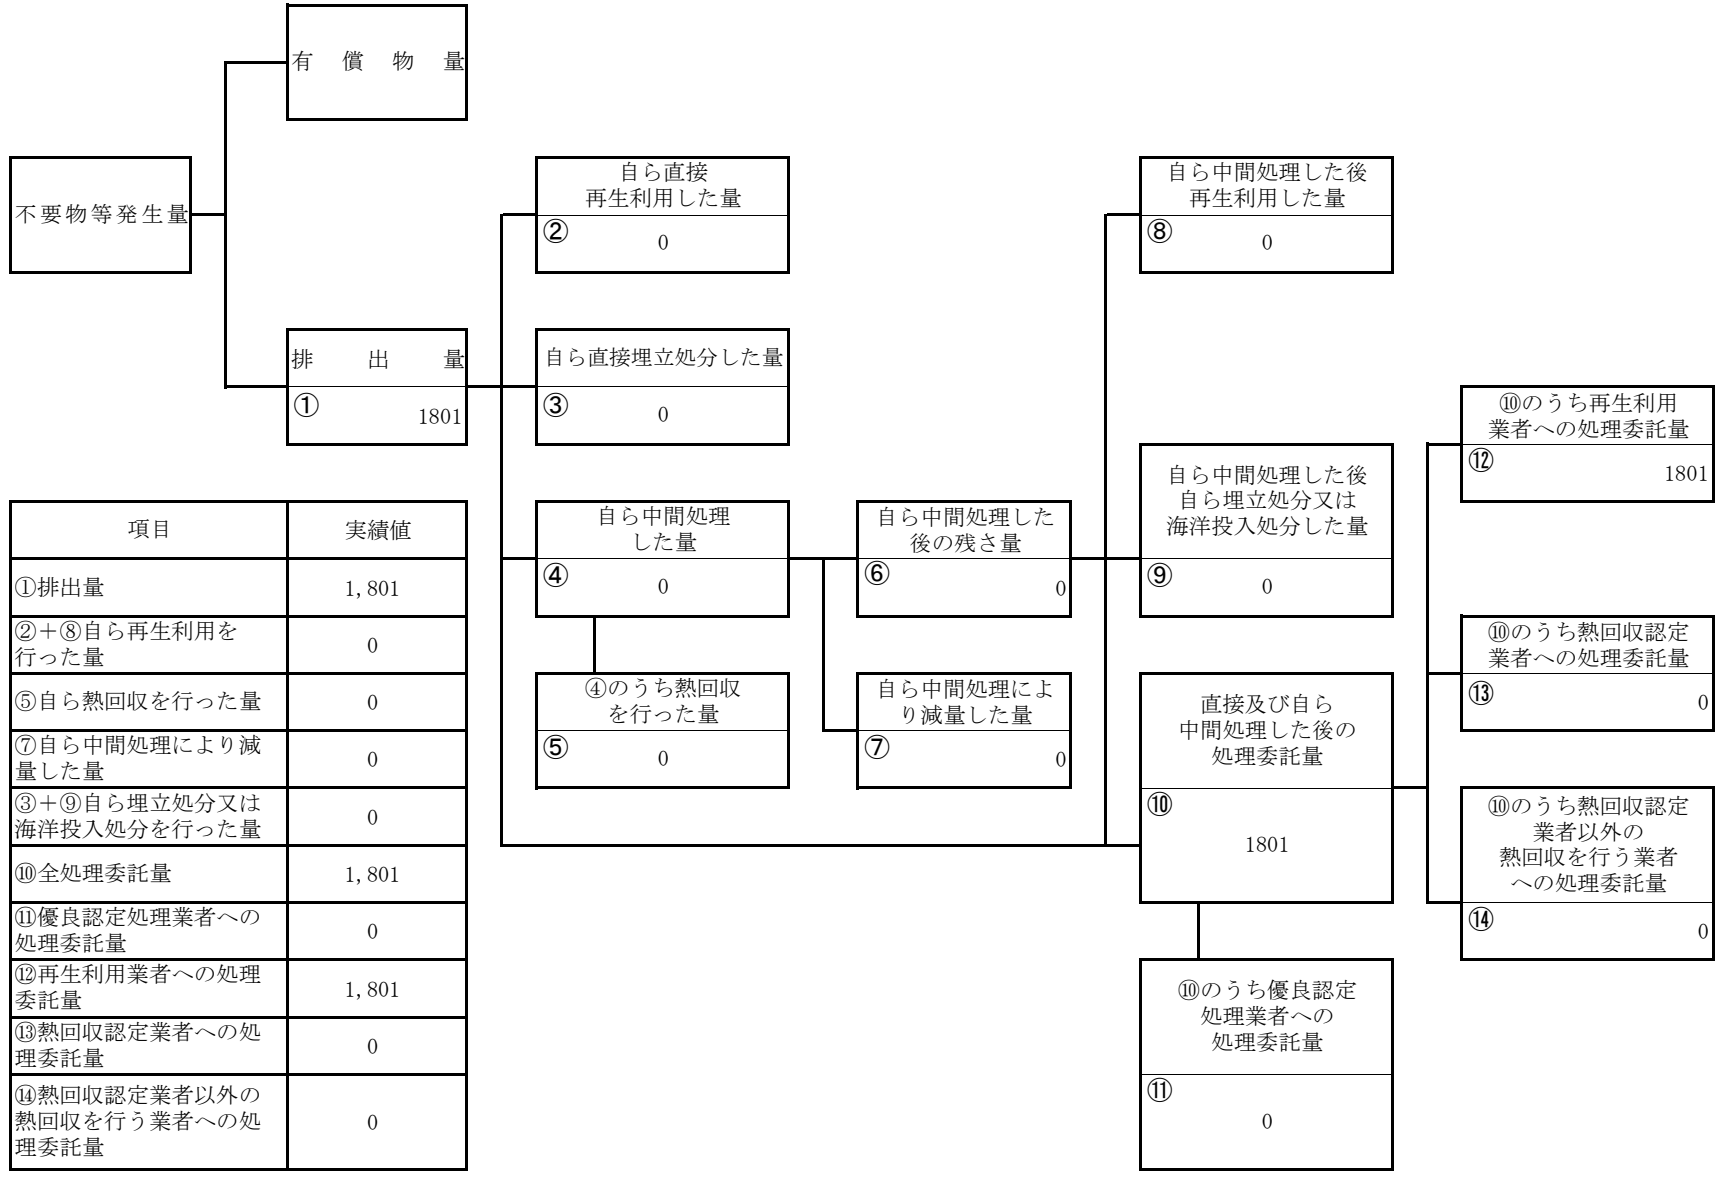 有償物量
不要物等発生量
自ら直接
再生利用した量
②
0
自ら中間処理した後
再生利用した量
⑧
0
排出量
①
1801
自ら直接埋立処分した量
③
0
⑩のうち再生利用
業者への処理委託量
⑫
1801
自ら中間処理
した量
④
0
自ら中間処理した
後の残さ量
⑥
0
自ら中間処理した後
自ら埋立処分又は
海洋投入処分した量
⑨
0
⑩のうち熱回収認定
業者への処理委託量
⑬
0
④のうち熱回収
を行った量
⑤
0
自ら中間処理によ
り減量した量
⑦
0
直接及び自ら
中間処理した後の
処理委託量
⑩
1801
⑩のうち熱回収認定
業者以外の
熱回収を行う業者
への処理委託量
⑭
0
⑩のうち優良認定
処理業者への
処理委託量
⑪
0
項目 実績値
①排出量 1,801
②＋⑧自ら再生利用を
行った量
0
⑤自ら熱回収を行った量 0
⑦自ら中間処理により減
量した量
0
③＋⑨自ら埋立処分又は
海洋投入処分を行った量
0
⑩全処理委託量 1,801
⑪優良認定処理業者への
処理委託量
0
⑫再生利用業者への処理
委託量
1,801
⑬熱回収認定業者への処
理委託量
0
⑭熱回収認定業者以外の
熱回収を行う業者への処
理委託量
0